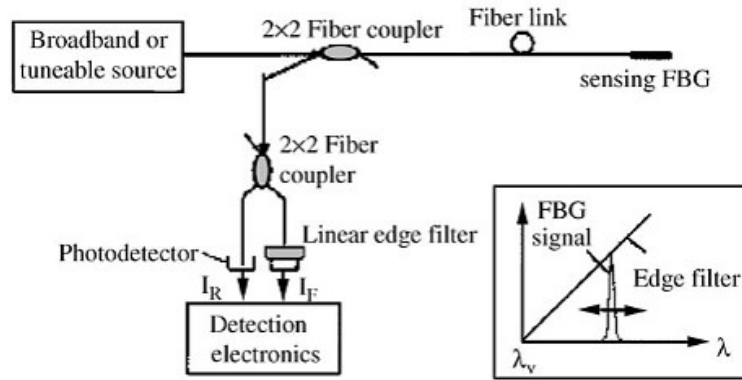 Broadband or
tuneable source
2×2 Fiber coupler
Fiber link
sensing FBG
2×2 Fiber
coupler
Photodetector
Linear edge filter
I_R
I_F
Detection
electronics
FBG
signal
Edge filter
λ_v
λ